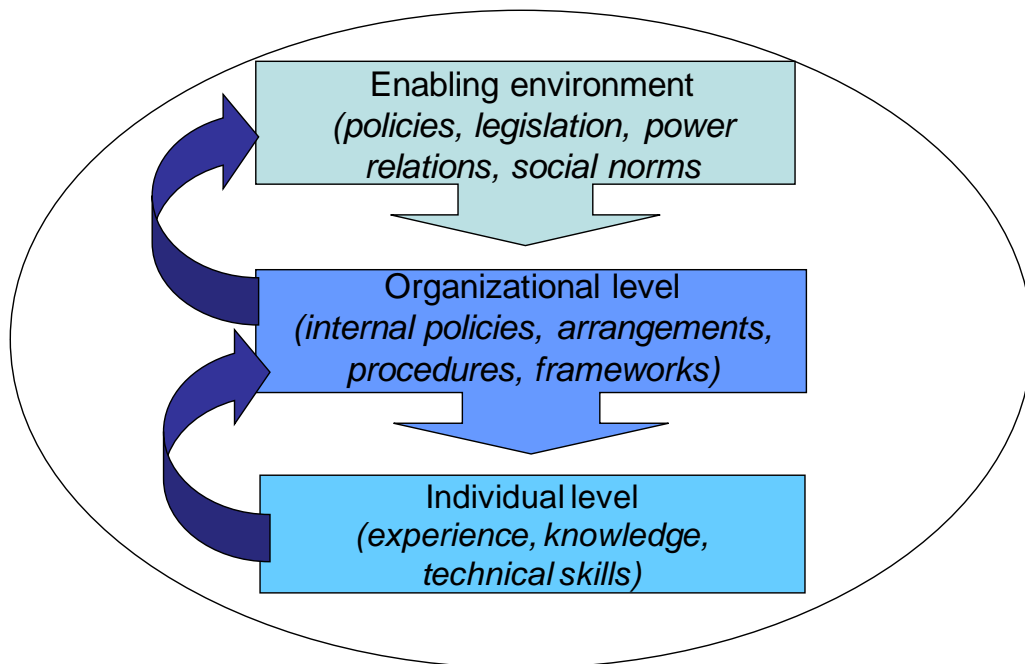 Enabling environment
(policies, legislation, power
relations, social norms
Organizational level
(internal policies, arrangements,
procedures, frameworks)
Individual level
(experience, knowledge,
technical skills)